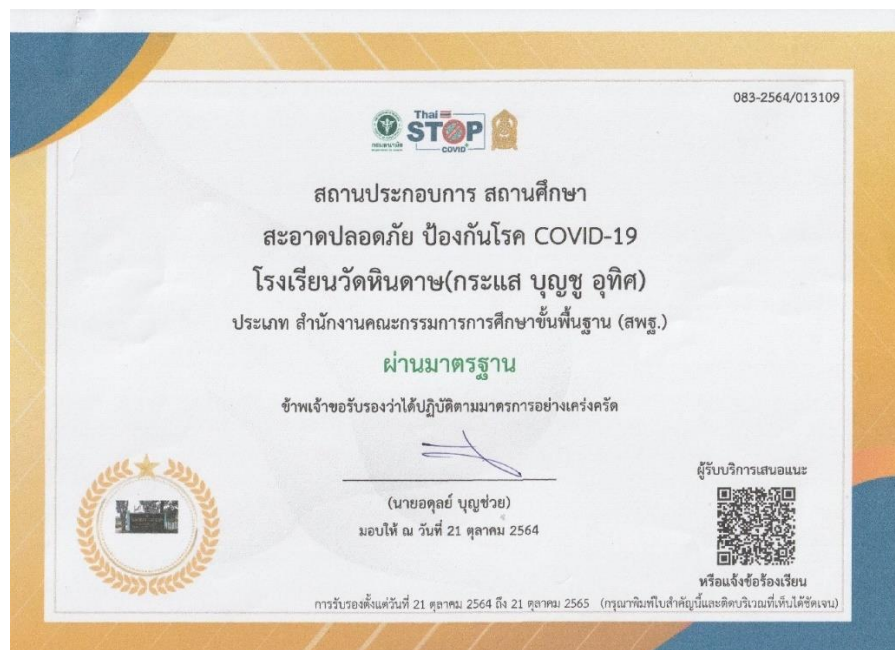 083-2564/013109
กรมอนามัย
Thai
STOP
COVID
สถานประกอบการ สถานศึกษา
สะอาดปลอดภัย ป้องกันโรค COVID-19
โรงเรียนวัดหินดาษ(กระแส บุญชู อุทิศ)
ประเภท สำนักงานคณะกรรมการการศึกษาขั้นพื้นฐาน (สพฐ.)
ผ่านมาตรฐาน
ข้าพเจ้าขอรับรองว่าได้ปฏิบัติตามมาตรการอย่างเคร่งครัด
(นายอดุลย์ บุญช่วย)
มอบให้ ณ วันที่ 21 ตุลาคม 2564
ผู้รับบริการเสนอแนะ
หรือแจ้งข้อร้องเรียน
การรับรองตั้งแต่วันที่ 21 ตุลาคม 2564 ถึง 21 ตุลาคม 2565 (กรุณาพิมพ์ใบสำคัญนี้และติดบริเวณที่เห็นได้ชัดเจน)